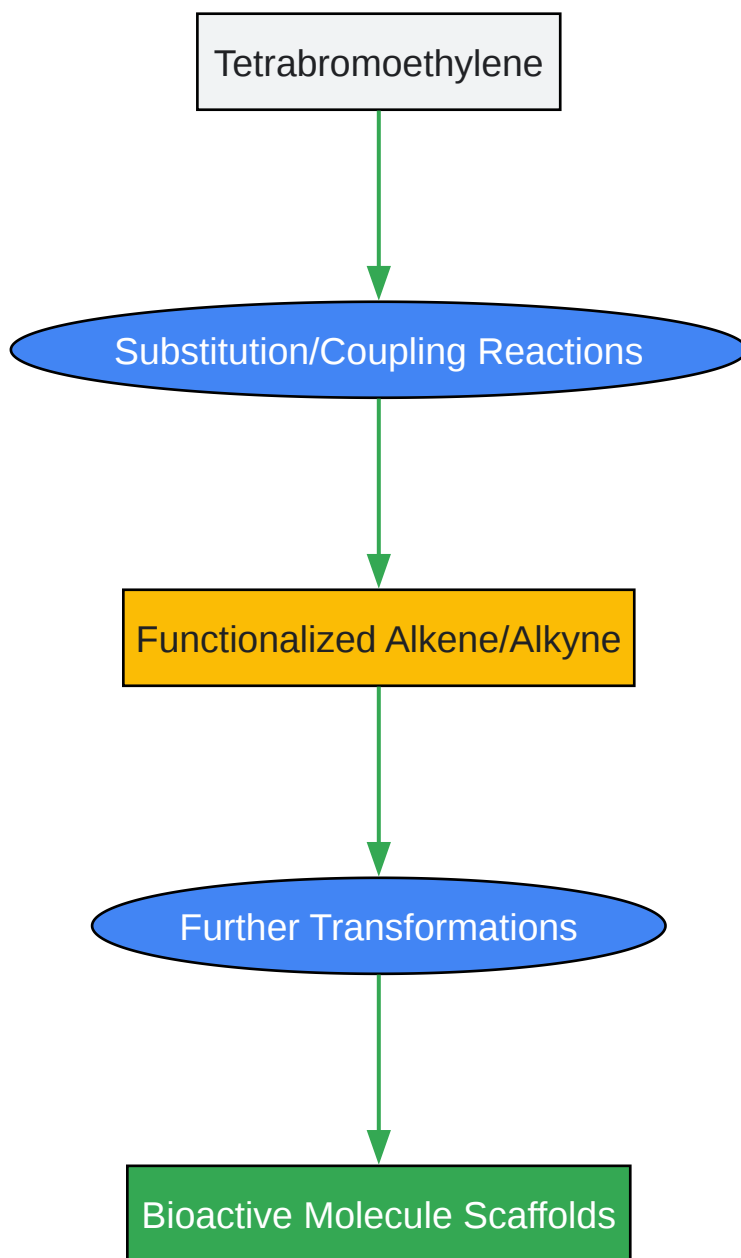 Tetrabromoethylene
Substitution/Coupling Reactions
Functionalized Alkene/Alkyne
Further Transformations
Bioactive Molecule Scaffolds